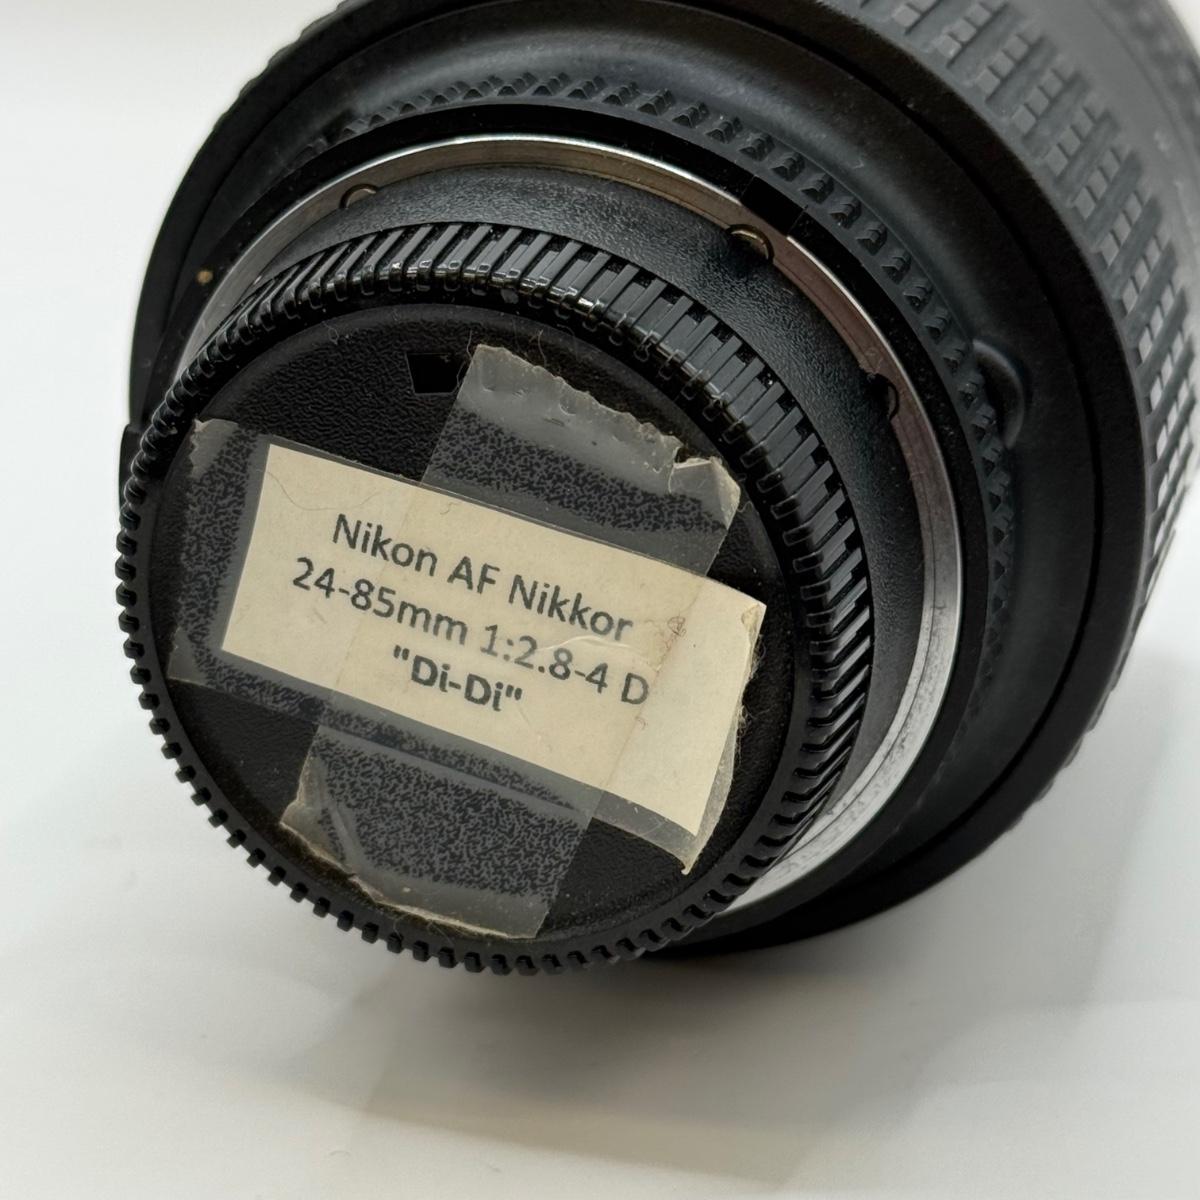 Nikon AF Nikkor
24-85mm 1:2.8-4 D
"Di-Di"